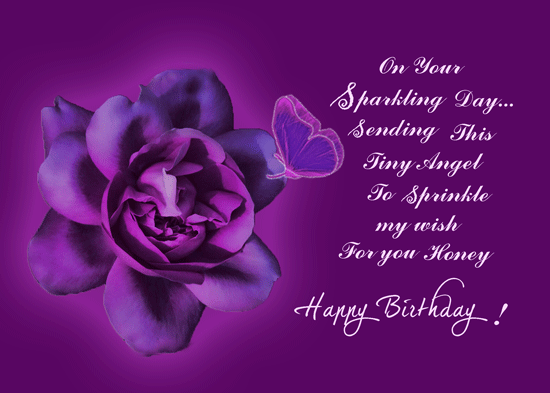 On Your
Sparkling Day...
Sending This
Tiny Angel
To Sprinkle
my wish
For you Honey
Happy Birthday !